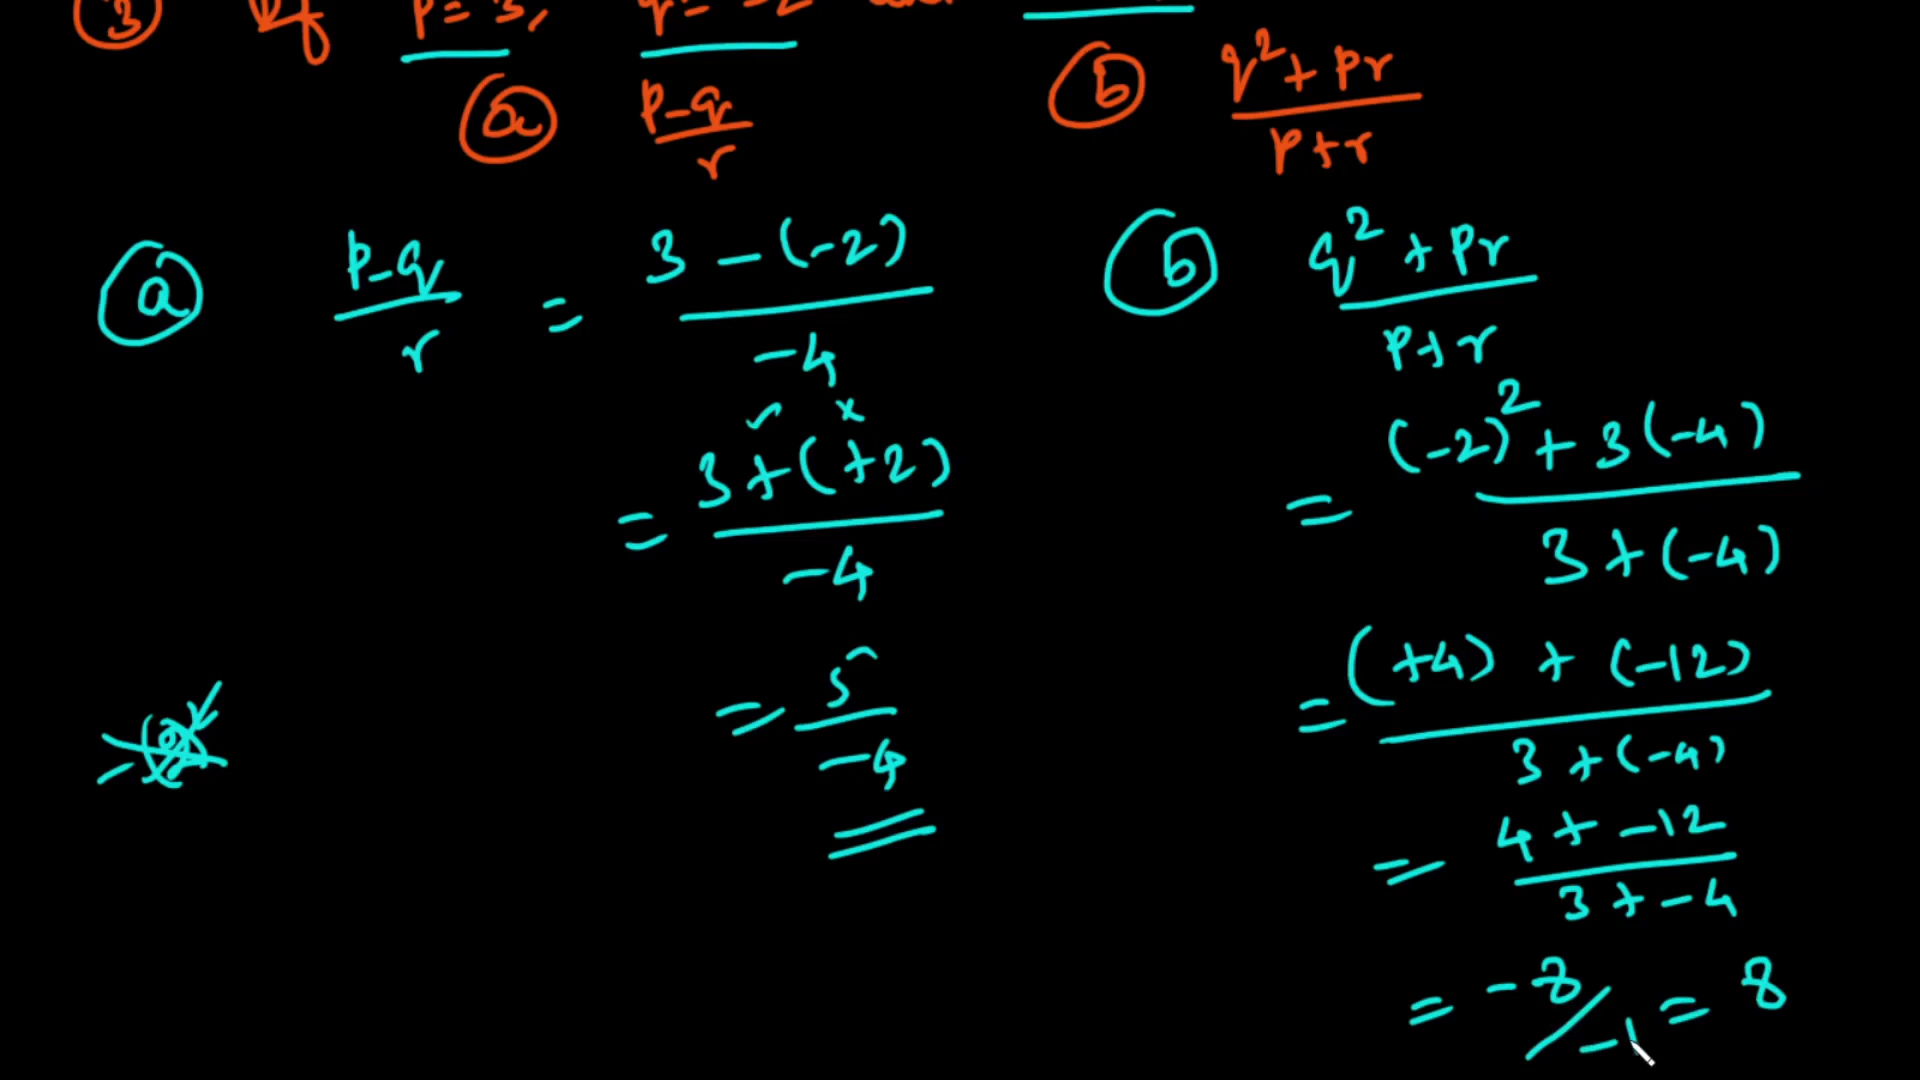 ③ If p = 3, q = -2 and
ⓐ p-q/r ⓑ q² + pr/p+r
ⓐ p-q/r = 3 - (-2)/-4
= 3 + (+2)/-4
= 5/-4
ⓑ q² + pr/p+r
= (-2)² + 3(-4)/3 + (-4)
= (+4) + (-12)/3 + (-4)
= 4 + -12/3 + -4
= -8/-1 = 8